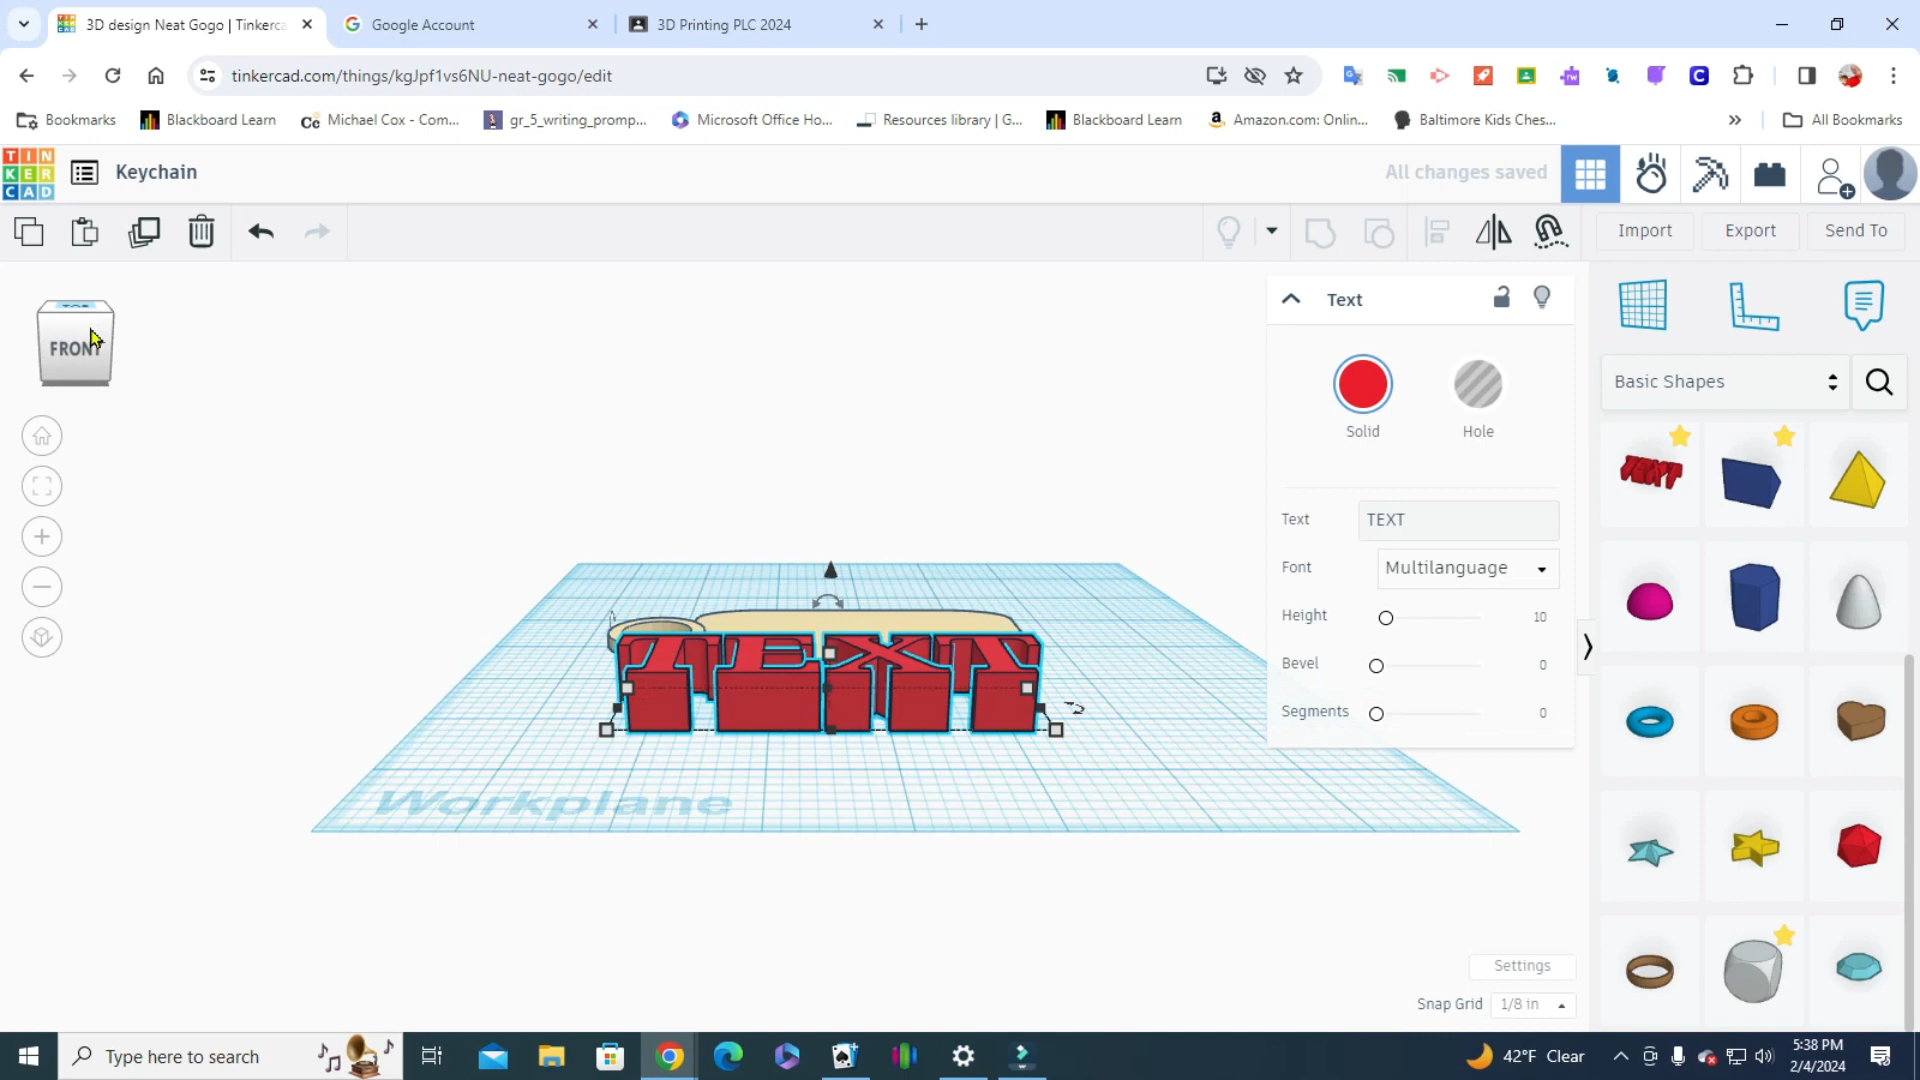 3D design Neat Gogo | Tinkerca
Google Account
3D Printing PLC 2024
tinkercad.com/things/kgJpf1vs6NU-neat-gogo/edit
Bookmarks
Blackboard Learn
Cc
Michael Cox - Com...
gr_5_writing_promp...
Microsoft Office Ho...
Resources library | G...
Blackboard Learn
Amazon.com: Onlin...
Baltimore Kids Ches...
All Bookmarks
TIN
KER
CAD
Keychain
All changes saved
Import
Export
Send To
TOP
FRONT
Text
Solid
Hole
Text
TEXT
Font
Multilanguage
Height
10
Bevel
0
Segments
0
Basic Shapes
TEXT
TEXT
Workplane
Settings
Snap Grid
1/8 in
Type here to search
42°F Clear
5:38 PM
2/4/2024